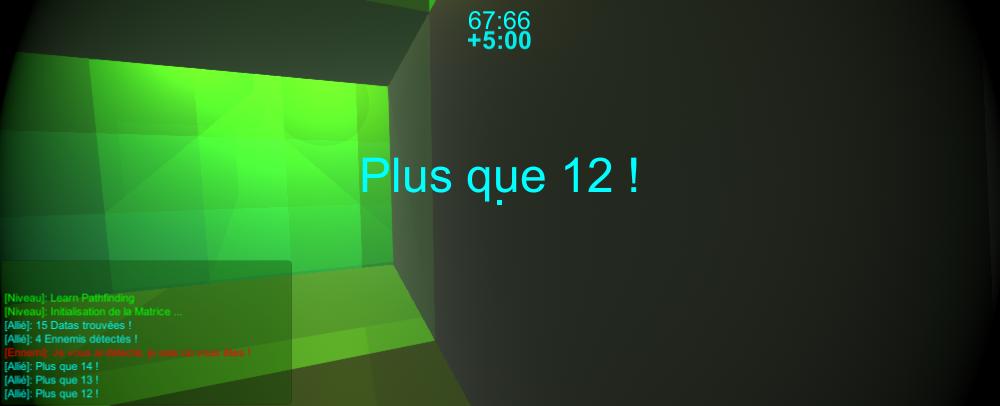 67:66
+5:00
Plus que 12 !
[Niveau]: Learn Pathfinding
[Niveau]: Initialisation de la Matrice ...
[Allié]: 15 Datas trouvées !
[Allié]: 4 Ennemis détectés !
[Ennemi]: Je vous ai détecté, je sais où vous êtes !
[Allié]: Plus que 14 !
[Allié]: Plus que 13 !
[Allié]: Plus que 12 !